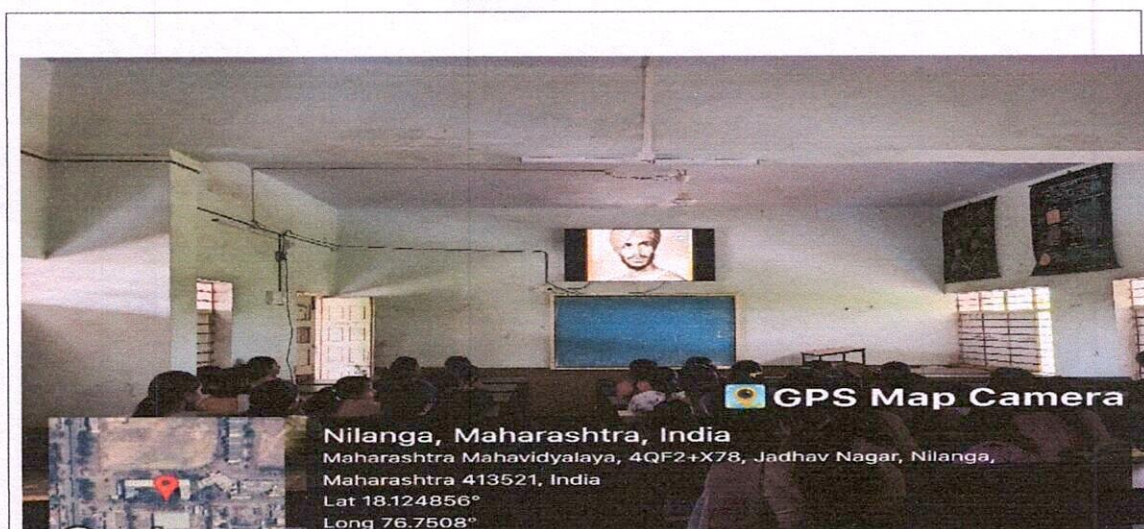 GPS Map Camera
Nilanga, Maharashtra, India
Maharashtra Mahavidyalaya, 4QF2+X78, Jadhav Nagar, Nilanga,
Maharashtra 413521, India
Lat 18.124856°
Long 76.7508°